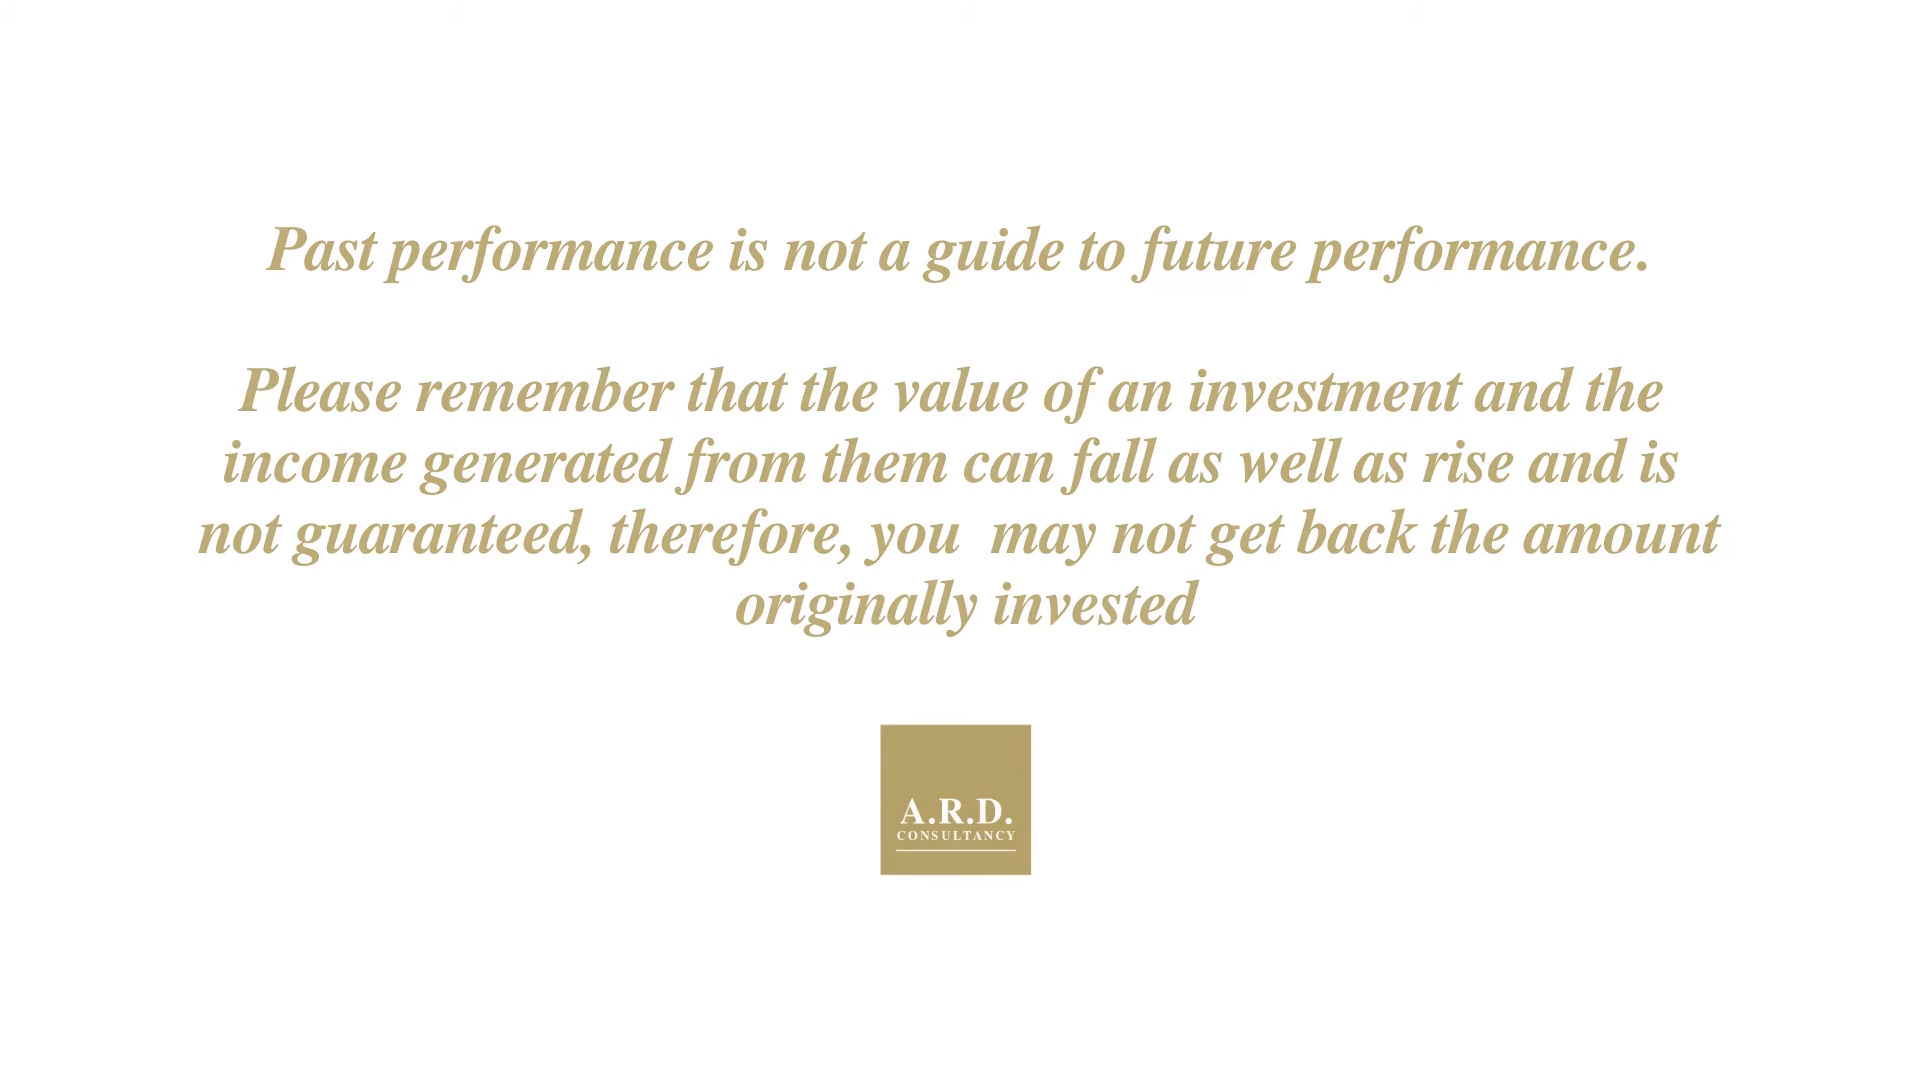 Past performance is not a guide to future performance.
Please remember that the value of an investment and the
income generated from them can fall as well as rise and is
not guaranteed, therefore, you  may not get back the amount
originally invested
A.R.D.
CONSULTANCY